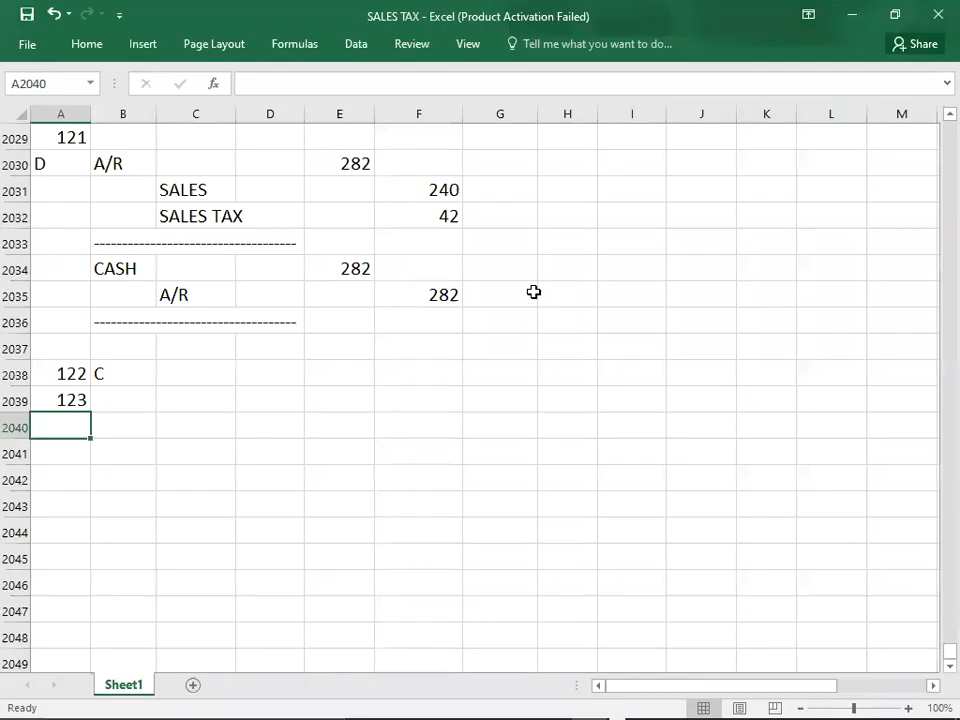 SALES TAX - Excel (Product Activation Failed)
File Home Insert Page Layout Formulas Data Review View Tell me what you want to do... Share
A2040 fx
A B C D E F G H I J K L M
2029 121
2030 D A/R 282
2031 SALES 240
2032 SALES TAX 42
2033 -----------------------------------
2034 CASH 282
2035 A/R 282
2036 -----------------------------------
2037
2038 122 C
2039 123
2040
2041
2042
2043
2044
2045
2046
2047
2048
2049
Sheet1
Ready 100%